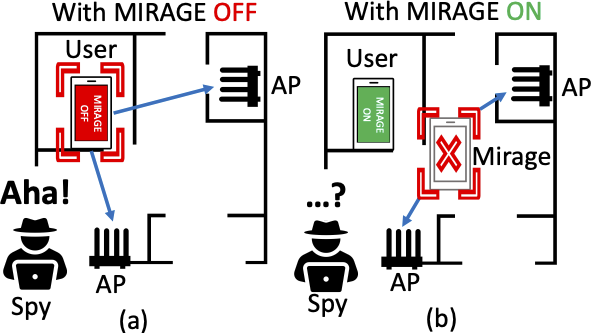 With MIRAGE OFF
User
MIRAGE
OFF
AP
Aha!
Spy
AP
(a)
With MIRAGE ON
User
MIRAGE
ON
AP
Mirage
...?
Spy
AP
(b)